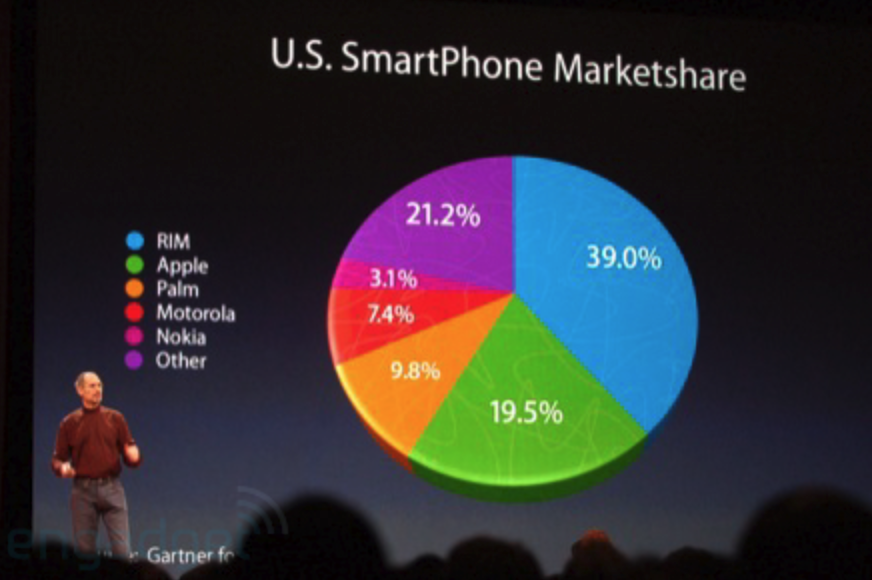 U.S. SmartPhone Marketshare
21.2%
39.0%
RIM
Apple
3.1%
Palm
Motorola
7.4%
Nokia
Other
9.8%
19.5%
engadget
Gartner